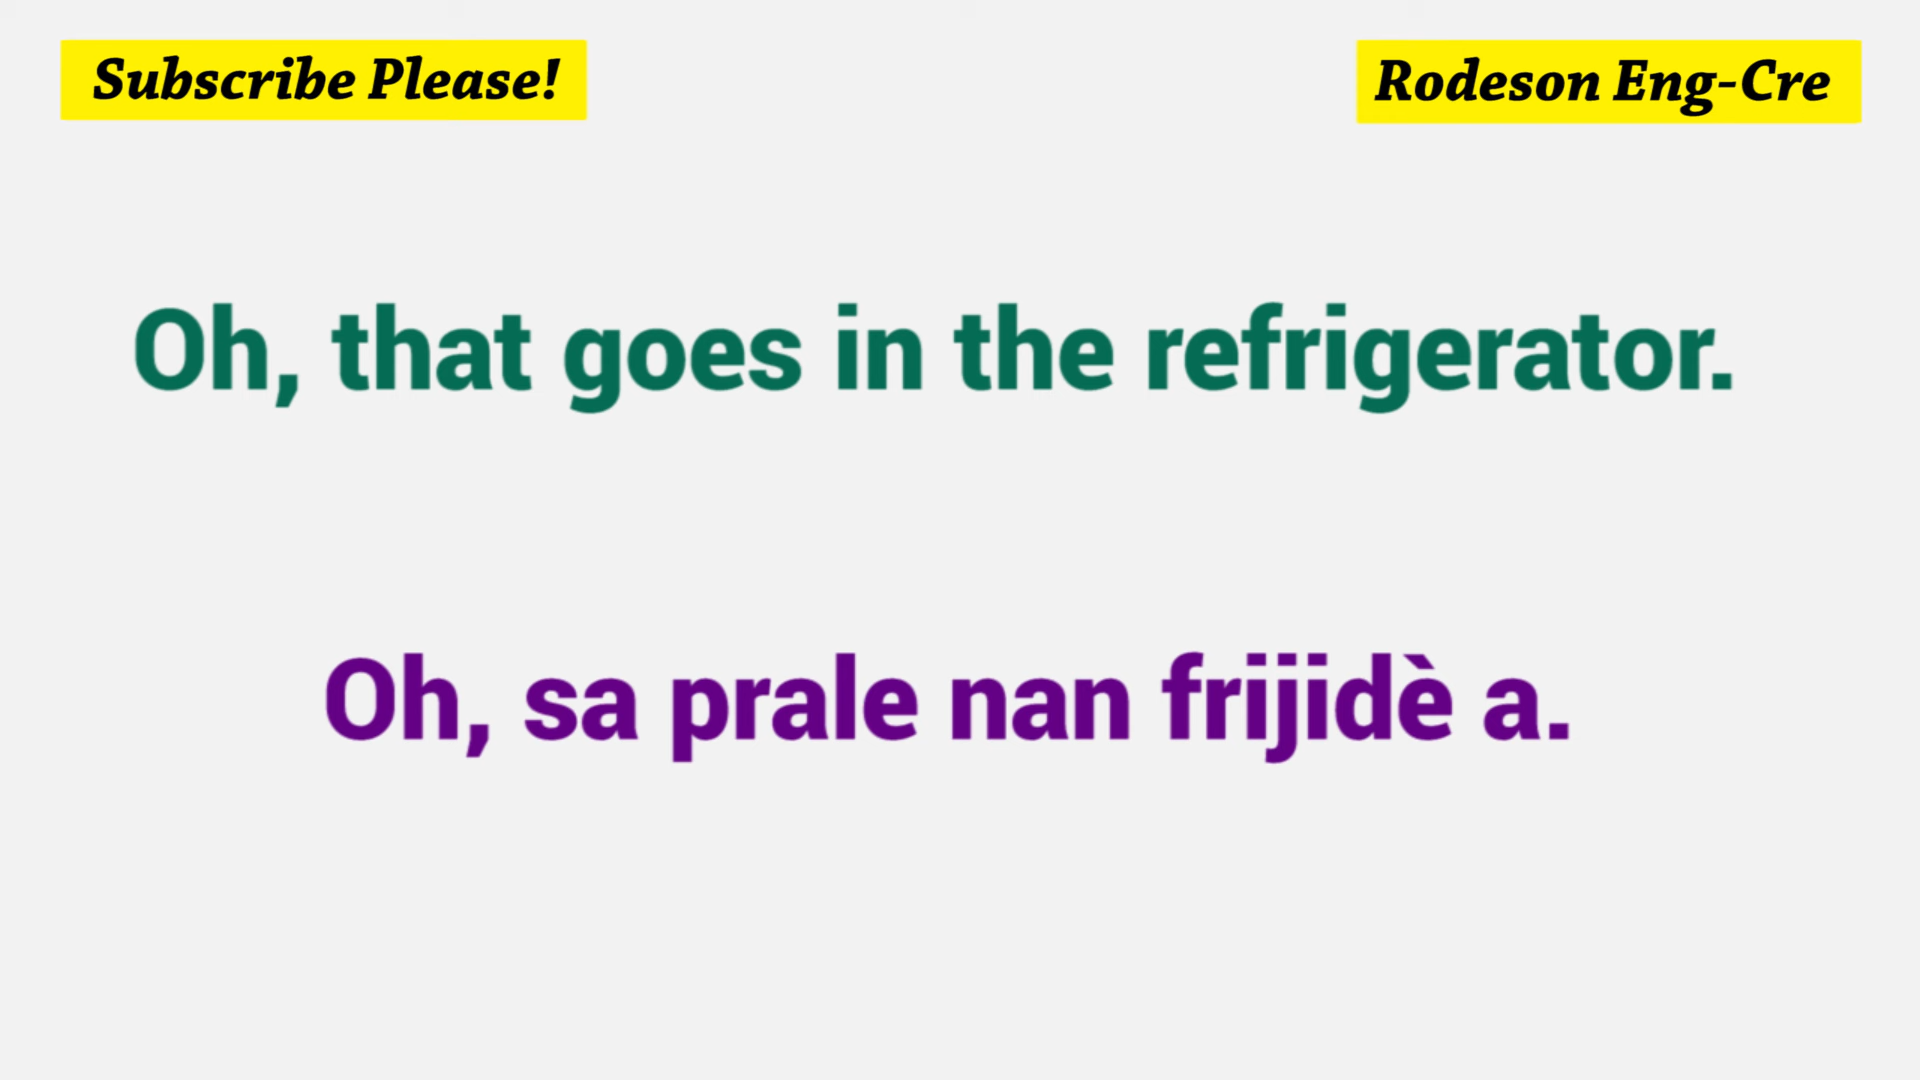 Subscribe Please!
Rodeson Eng-Cre
Oh, that goes in the refrigerator.
Oh, sa prale nan frijidè a.